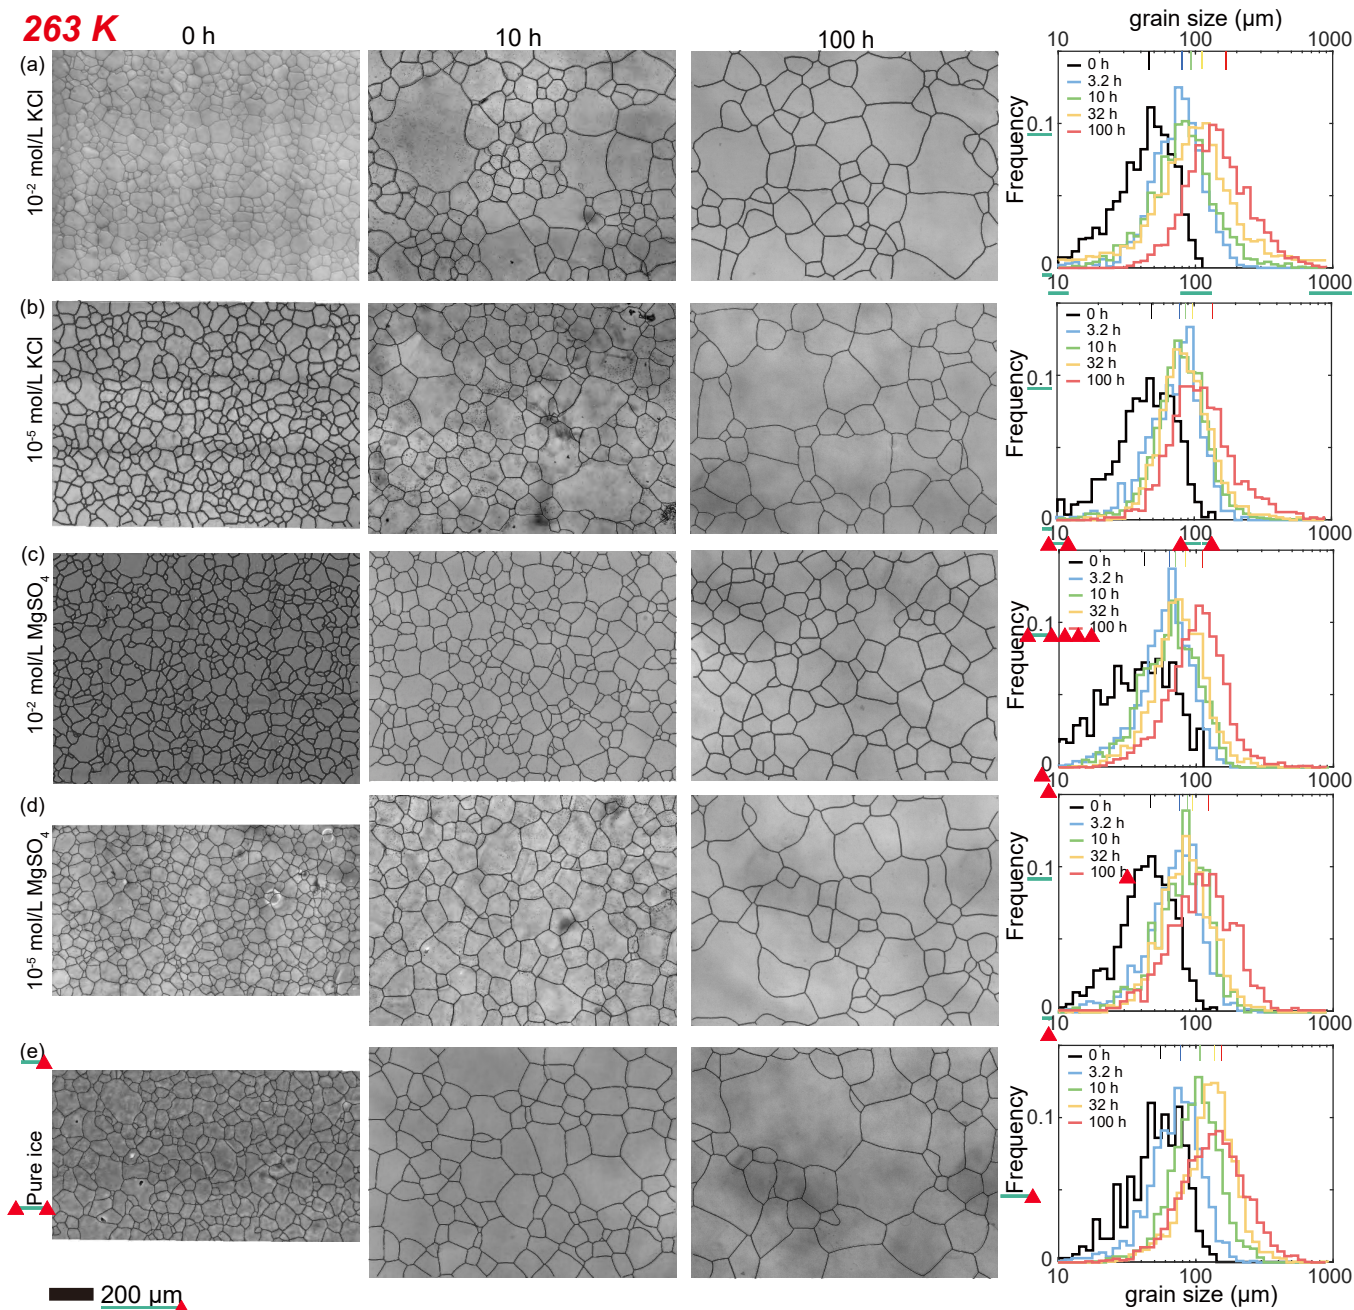 263 K
0 h
10 h
100 h
grain size (µm)
10
100
1000
(a)
10⁻² mol/L KCl
Frequency
0.1
0
0 h
3.2 h
10 h
32 h
100 h
10
100
1000
(b)
10⁻⁵ mol/L KCl
Frequency
0.1
0
0 h
3.2 h
10 h
32 h
100 h
10
100
1000
(c)
10⁻² mol/L MgSO₄
Frequency
0.1
0
0 h
3.2 h
10 h
32 h
100 h
10
100
1000
(d)
10⁻⁵ mol/L MgSO₄
Frequency
0.1
0
0 h
3.2 h
10 h
32 h
100 h
10
100
1000
(e)
Pure ice
Frequency
0.1
0
0 h
3.2 h
10 h
32 h
100 h
10
100
1000
grain size (µm)
200 µm